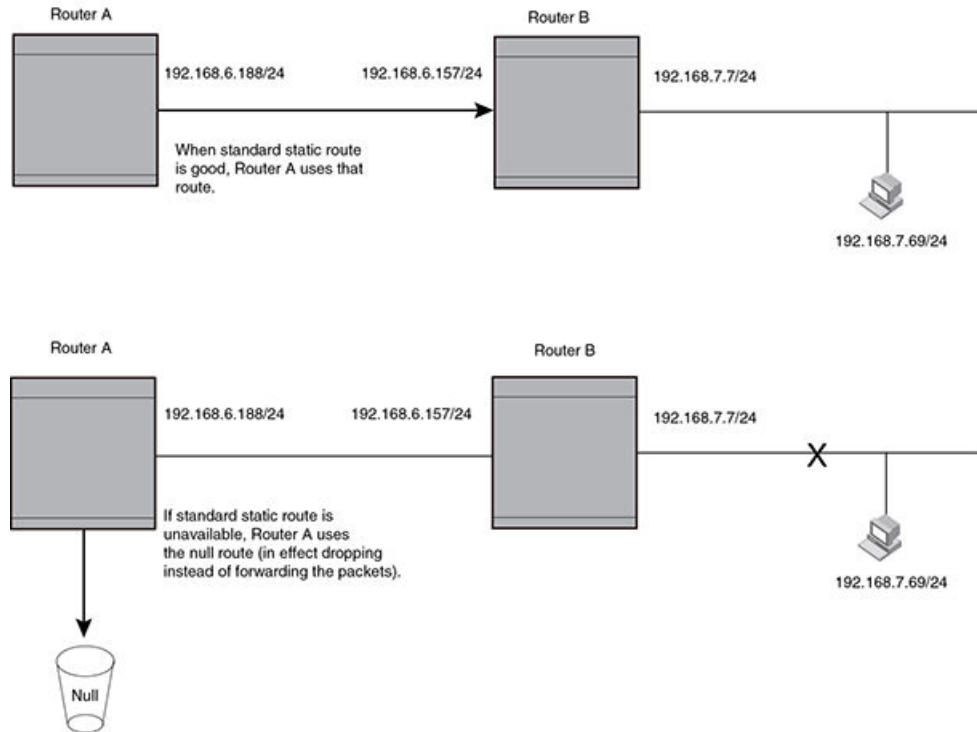 Router A
Router B
192.168.6.188/24
192.168.6.157/24
192.168.7.7/24
When standard static route
is good, Router A uses that
route.
192.168.7.69/24
Router A
Router B
192.168.6.188/24
192.168.6.157/24
192.168.7.7/24
X
If standard static route is
unavailable, Router A uses
the null route (in effect dropping
instead of forwarding the packets).
192.168.7.69/24
Null